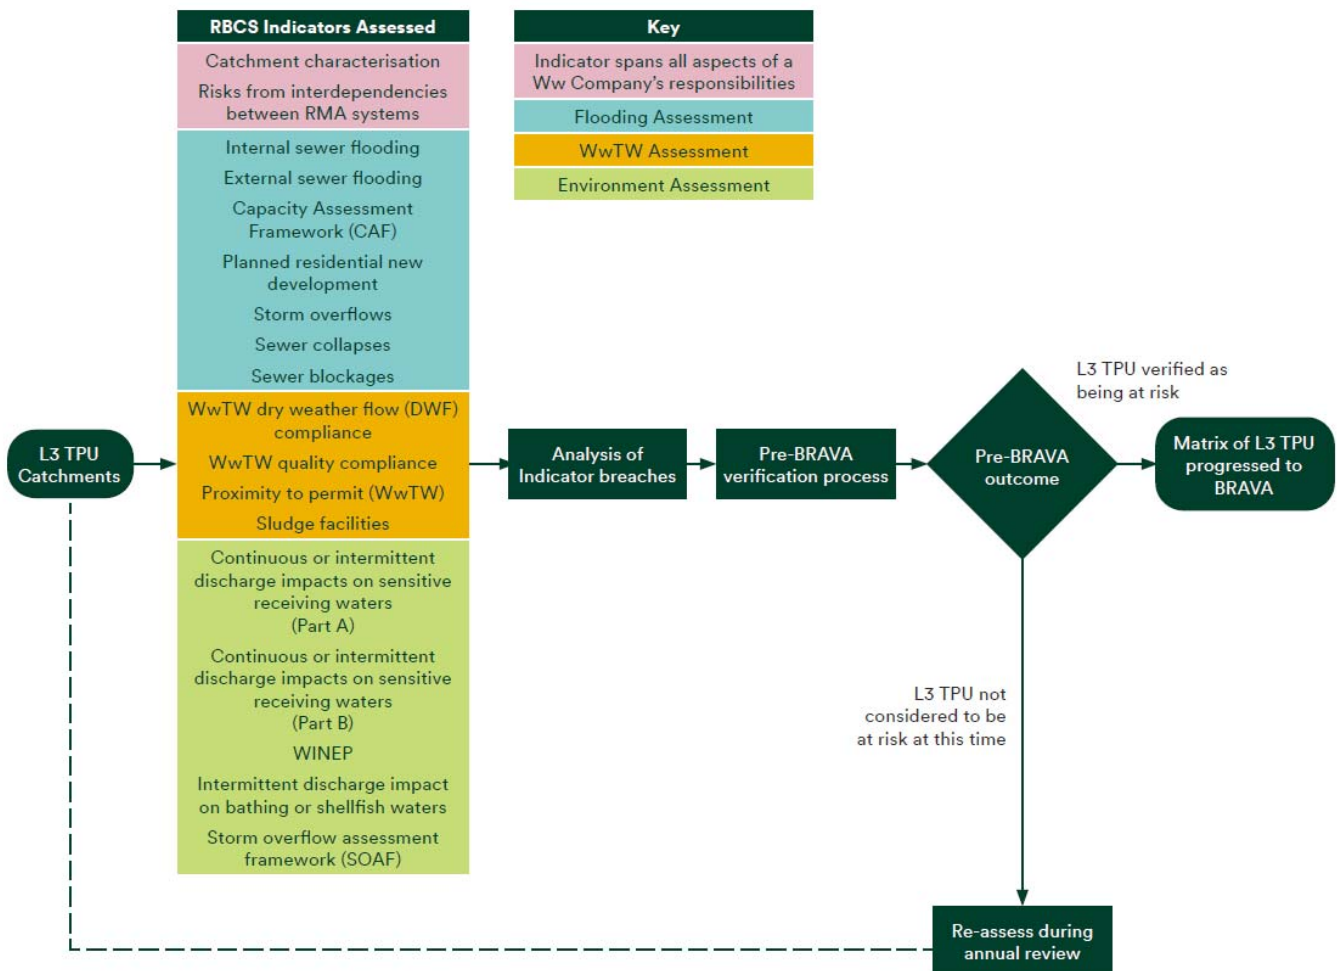 RBCS Indicators Assessed
Catchment characterisation
Risks from interdependencies
between RMA systems
Internal sewer flooding
External sewer flooding
Capacity Assessment
Framework (CAF)
Planned residential new
development
Storm overflows
Sewer collapses
Sewer blockages
WwTW dry weather flow (DWF)
compliance
WwTW quality compliance
Proximity to permit (WwTW)
Sludge facilities
Continuous or intermittent
discharge impacts on sensitive
receiving waters
(Part A)
Continuous or intermittent
discharge impacts on sensitive
receiving waters
(Part B)
WINEP
Intermittent discharge impact
on bathing or shellfish waters
Storm overflow assessment
framework (SOAF)
Key
Indicator spans all aspects of a
Ww Company's responsibilities
Flooding Assessment
WwTW Assessment
Environment Assessment
L3 TPU
Catchments
Analysis of
Indicator breaches
Pre-BRAVA
verification process
Pre-BRAVA
outcome
L3 TPU verified as
being at risk
Matrix of L3 TPU
progressed to
BRAVA
L3 TPU not
considered to be
at risk at this time
Re-assess during
annual review